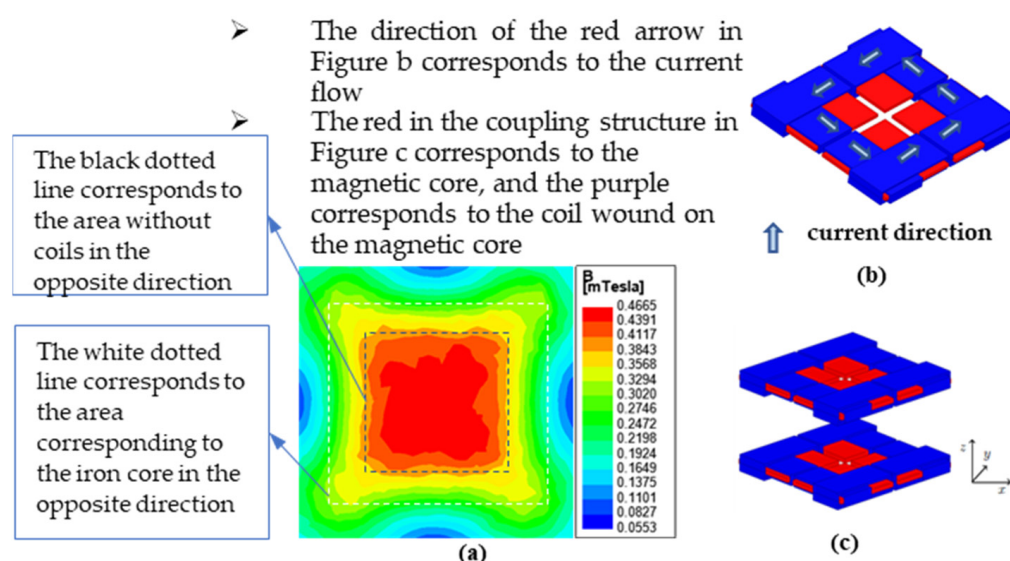 ➢ The direction of the red arrow in
Figure b corresponds to the current
flow
➢ The red in the coupling structure in
Figure c corresponds to the
magnetic core, and the purple
corresponds to the coil wound on
the magnetic core
The black dotted
line corresponds to
the area without
coils in the
opposite direction
The white dotted
line corresponds to
the area
corresponding to
the iron core in the
opposite direction
B
[mTesla]
0.4665
0.4391
0.4117
0.3843
0.3568
0.3294
0.3020
0.2746
0.2472
0.2198
0.1924
0.1649
0.1375
0.1101
0.0827
0.0553
(a)
current direction
(b)
z
y
x
(c)